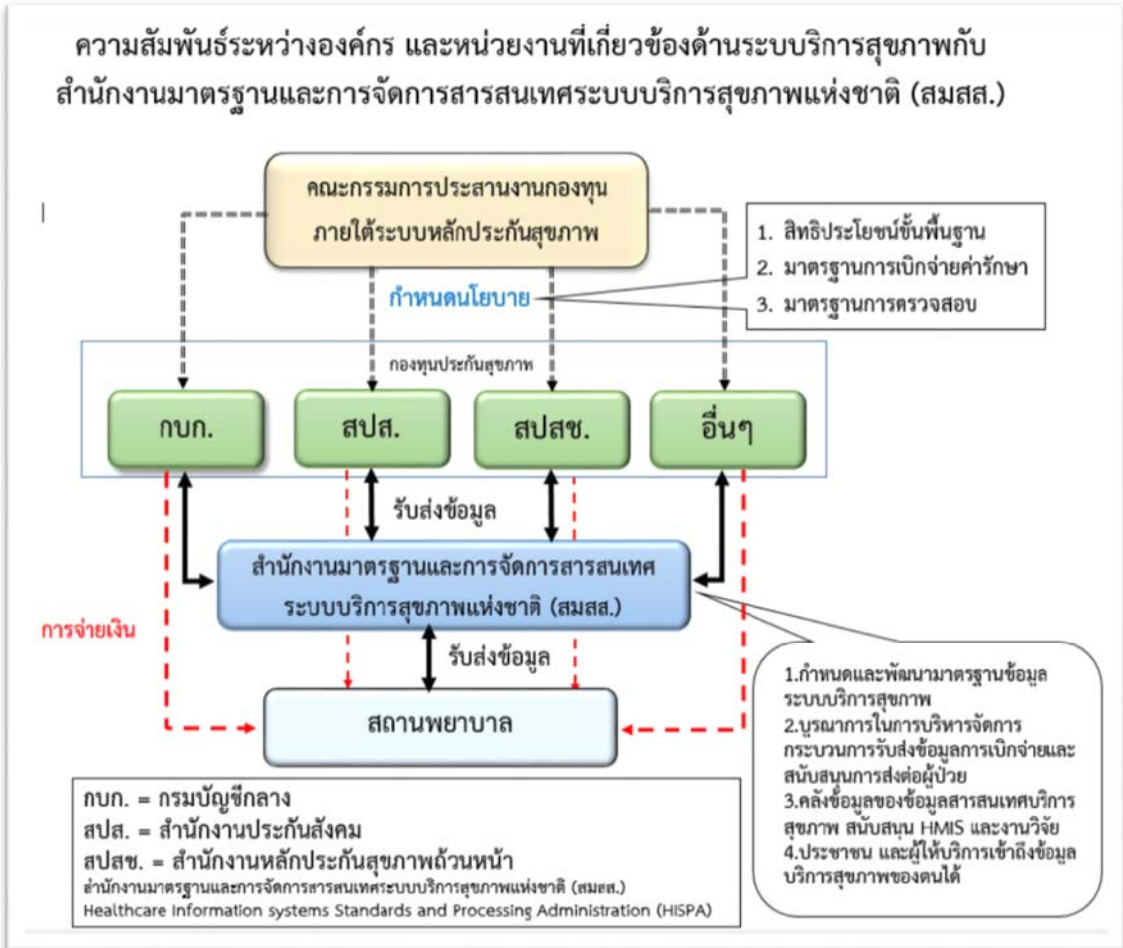 ความสัมพันธ์ระหว่างองค์กร และหน่วยงานที่เกี่ยวข้องด้านระบบริการสุขภาพกับ
สำนักงานมาตรฐานและการจัดการสารสนเทศระบบบริการสุขภาพแห่งชาติ (สมสส.)
คณะกรรมการประสานงานกองทุน
ภายใต้ระบบหลักประกันสุขภาพ
1. สิทธิประโยชน์ขั้นพื้นฐาน
2. มาตรฐานการเบิกจ่ายค่ารักษา
3. มาตรฐานการตรวจสอบ
กำหนดนโยบาย
กองทุนประกันสุขภาพ
กบก.
สปส.
สปสช.
อื่นๆ
รับส่งข้อมูล
สำนักงานมาตรฐานและการจัดการสารสนเทศ
ระบบบริการสุขภาพแห่งชาติ (สมสส.)
การจ่ายเงิน
รับส่งข้อมูล
สถานพยาบาล
1.กำหนดและพัฒนามาตรฐานข้อมูล
ระบบบริการสุขภาพ
2.บูรณาการในการบริหารจัดการ
กระบวนการรับส่งข้อมูลการเบิกจ่ายและ
สนับสนุนการส่งต่อผู้ป่วย
3.คลังข้อมูลของข้อมูลสารสนเทศบริการ
สุขภาพ สนับสนุน HMIS และงานวิจัย
4.ประชาชน และผู้ให้บริการเข้าถึงข้อมูล
บริการสุขภาพของตนได้
กบก. = กรมบัญชีกลาง
สปส. = สำนักงานประกันสังคม
สปสช. = สำนักงานหลักประกันสุขภาพถ้วนหน้า
สำนักงานมาตรฐานและการจัดการสารสนเทศระบบบริการสุขภาพแห่งชาติ (สมสส.)
Healthcare Information systems Standards and Processing Administration (HISPA)